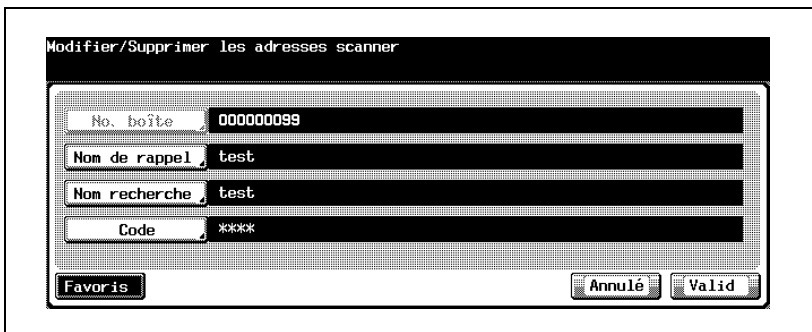 Modifier/Supprimer les adresses scanner
No. boîte 000000099
Nom de rappel test
Nom recherche test
Code ****
Favoris Annulé Valid